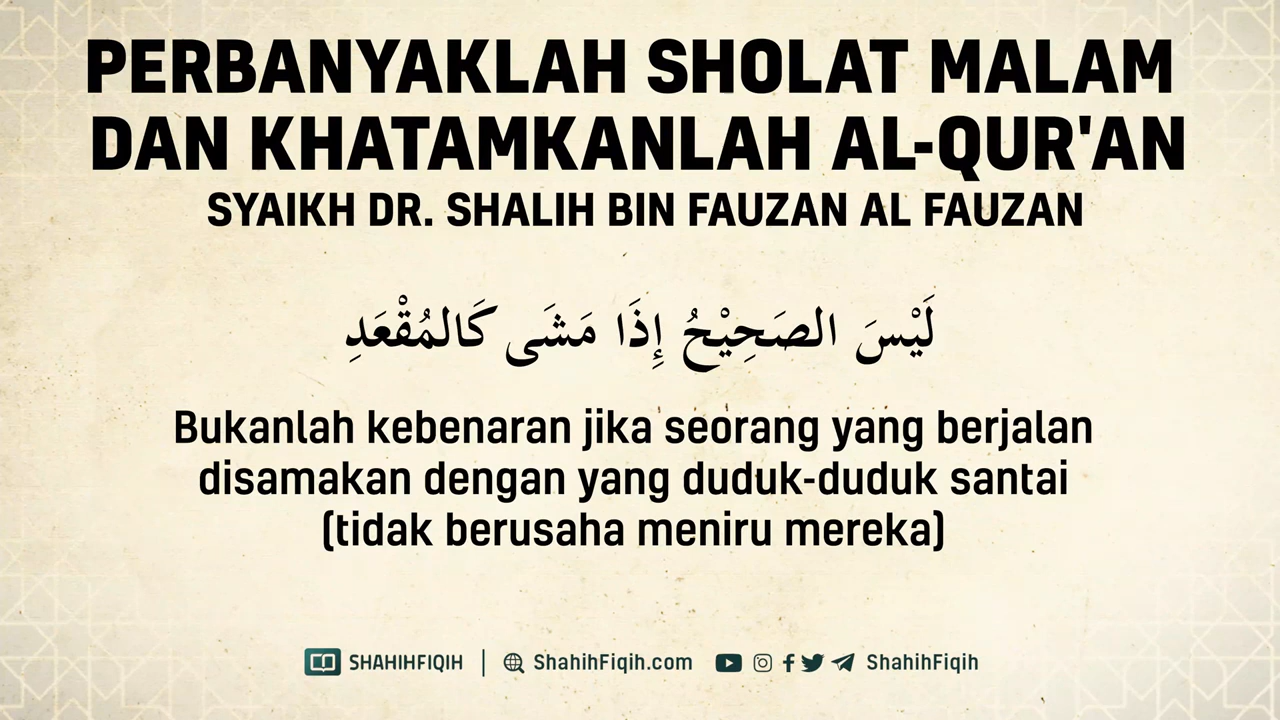 PERBANYAKLAH SHOLAT MALAM
DAN KHATAMKANLAH AL-QUR'AN
SYAIKH DR. SHALIH BIN FAUZAN AL FAUZAN
لَيْسَ الصَحِيْحُ إِذَا مَشَى كَالمُقْعَدِ
Bukanlah kebenaran jika seorang yang berjalan
disamakan dengan yang duduk-duduk santai
(tidak berusaha meniru mereka)
SHAHIHFIQIH | ShahihFiqih.com ShahihFiqih